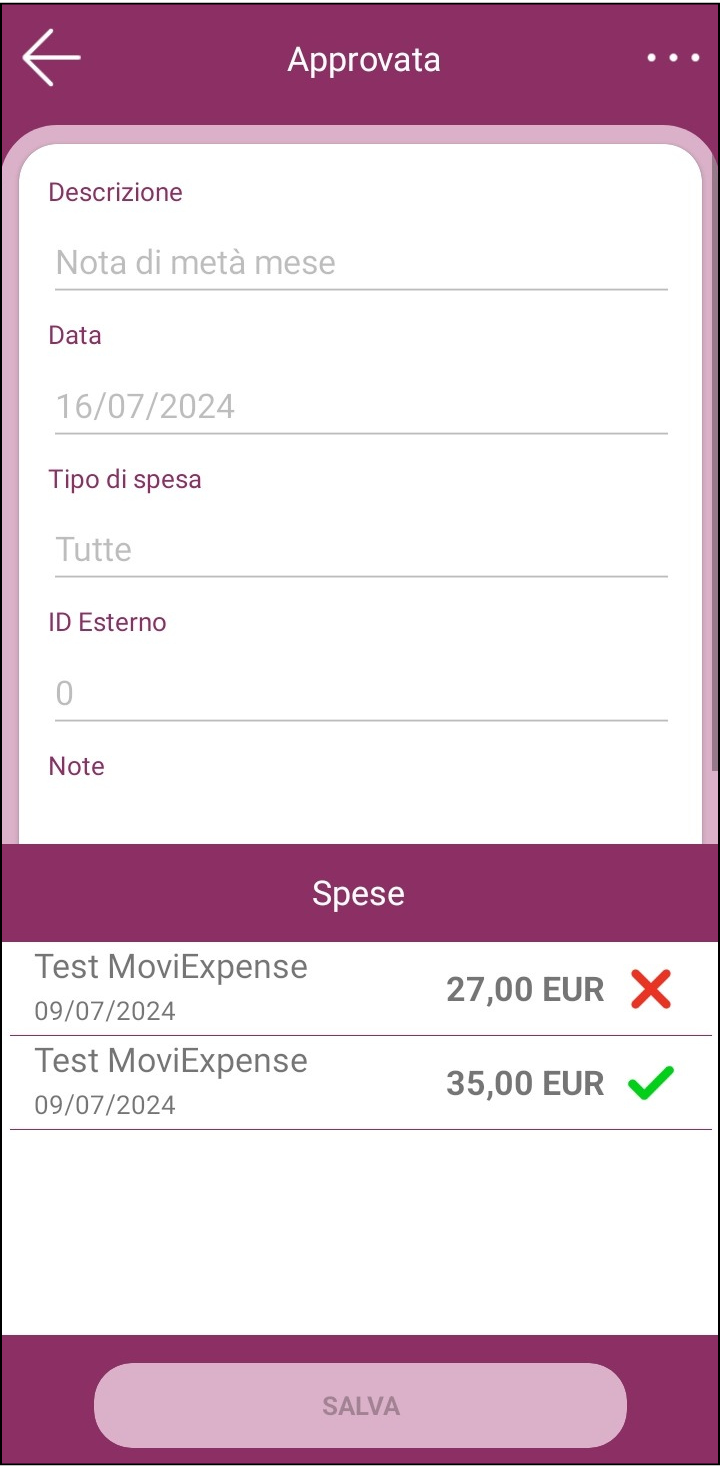 Approvata
Descrizione
Nota di metà mese
Data
16/07/2024
Tipo di spesa
Tutte
ID Esterno
0
Note
Spese
Test MoviExpense
27,00 EUR
09/07/2024
Test MoviExpense
35,00 EUR
09/07/2024
SALVA